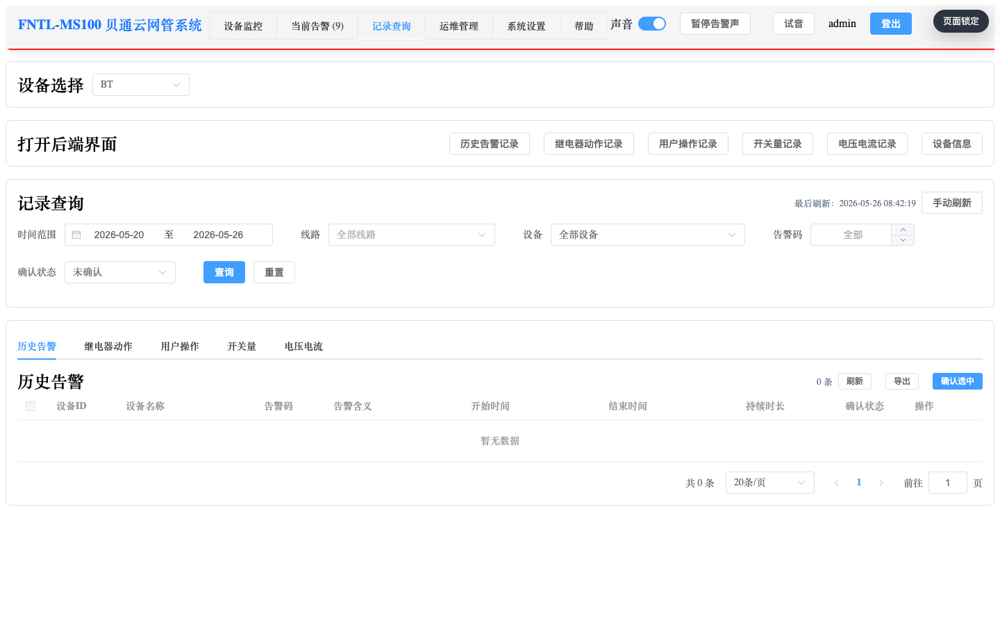 FNTL-MS100 贝通云网管系统 设备监控 当前告警 (9) 记录查询 运维管理 系统设置 帮助 声音 暂停告警声 试音 admin 登出 页面锁定
设备选择 BT
打开后端界面 历史告警记录 继电器动作记录 用户操作记录 开关量记录 电压电流记录 设备信息
记录查询 最后刷新：2026-05-26 08:42:19 手动刷新
时间范围 2026-05-20 至 2026-05-26 线路 全部线路 设备 全部设备 告警码 全部
确认状态 未确认 查询 重置
历史告警 继电器动作 用户操作 开关量 电压电流
历史告警 0 条 刷新 导出 确认选中
设备ID 设备名称 告警码 告警含义 开始时间 结束时间 持续时长 确认状态 操作
暂无数据
共 0 条 20条/页 1 前往 1 页